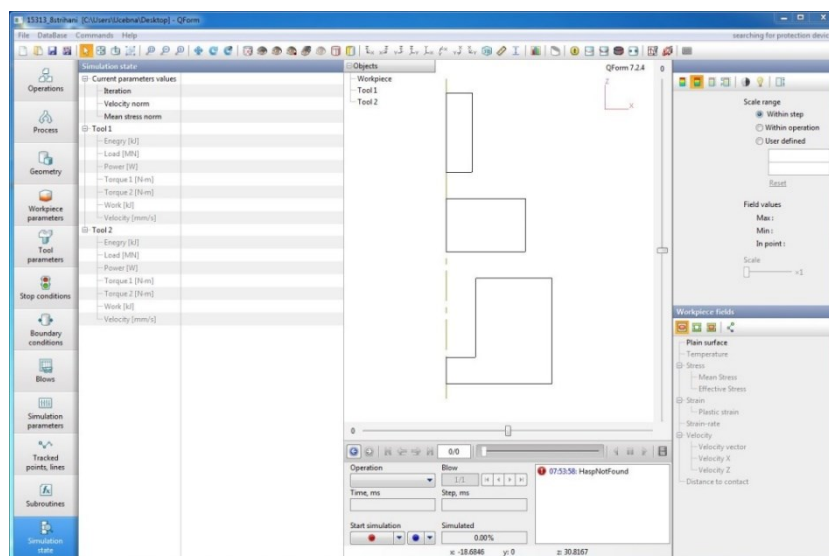 15313_8strihani [C:\Users\Ucebna\Desktop] - QForm
File DataBase Commands Help
searching for protection devic
Operations
Process
Geometry
Workpiece
parameters
Tool
parameters
Stop conditions
Boundary
conditions
Blows
Simulation
parameters
Tracked
points, lines
Subroutines
Simulation
state
Simulation state
Current parameters values
Iteration
Velocity norm
Mean stress norm
Tool 1
Enegry [kJ]
Load [MN]
Power [W]
Torque 1 [N·m]
Torque 2 [N·m]
Work [kJ]
Velocity [mm/s]
Tool 2
Enegry [kJ]
Load [MN]
Power [W]
Torque 1 [N·m]
Torque 2 [N·m]
Work [kJ]
Velocity [mm/s]
Objects
Workpiece
Tool 1
Tool 2
QForm 7.2.4
Z
X
0
0
0/0
Operation
Blow
1/1
Time, ms
Step, ms
Start simulation
Simulated
0.00%
07:53:58: HaspNotFound
x: -18.6846 y: 0 z: 30.8167
Scale range
Within step
Within operation
User defined
Reset
Field values
Max :
Min :
In point :
Scale
×1
Workpiece fields
Plain surface
Temperature
Stress
Mean Stress
Effective Stress
Strain
Plastic strain
Strain-rate
Velocity
Velocity vector
Velocity X
Velocity Z
Distance to contact